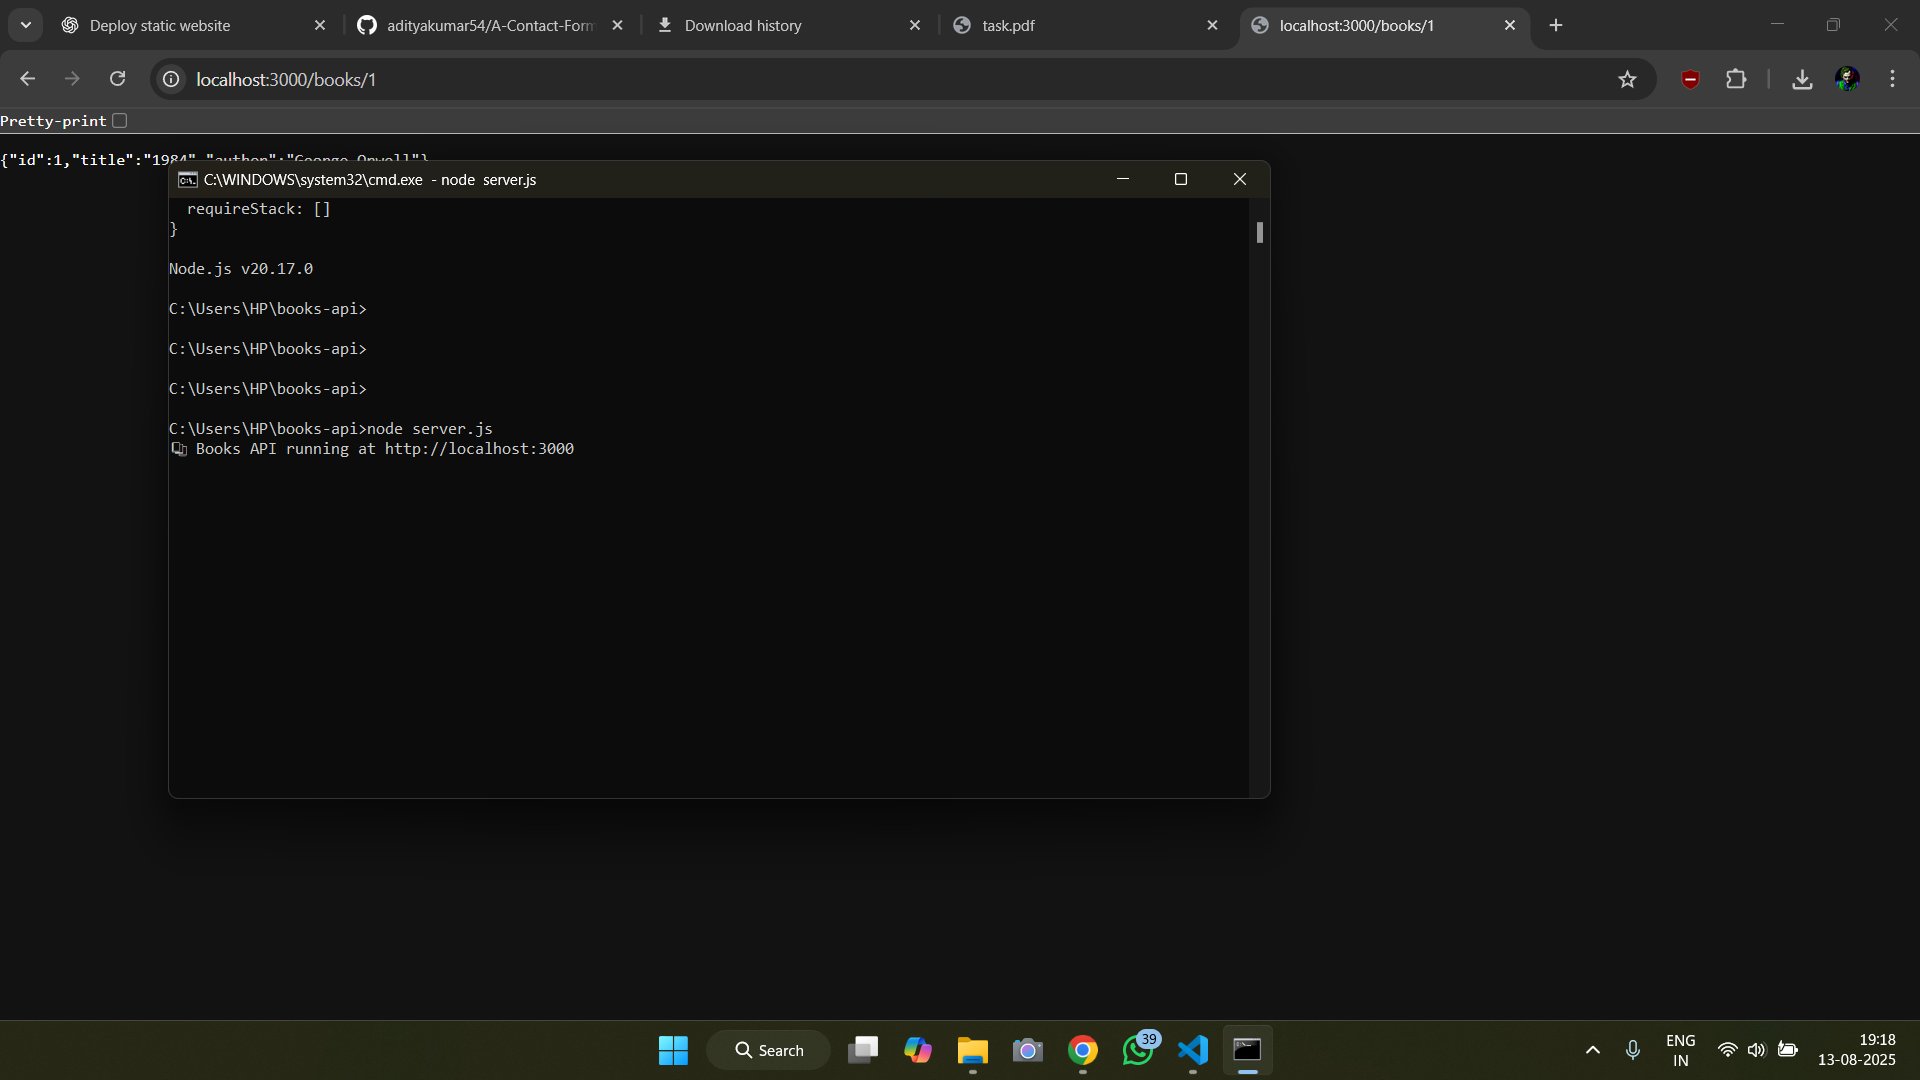 Deploy static website
adityakumar54/A-Contact-Form
Download history
task.pdf
localhost:3000/books/1
localhost:3000/books/1
Pretty-print
{"id":1,"title":"1984","author":"George Orwell"}
C:\WINDOWS\system32\cmd.exe - node server.js
requireStack: []
}
Node.js v20.17.0
C:\Users\HP\books-api>
C:\Users\HP\books-api>
C:\Users\HP\books-api>
C:\Users\HP\books-api>node server.js
Books API running at http://localhost:3000
Search
39
ENG
IN
19:18
13-08-2025